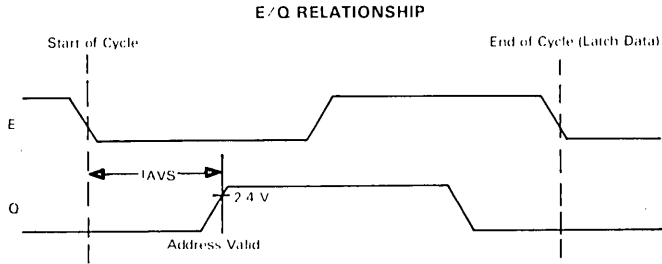 E/Q RELATIONSHIP
Start of Cycle
End of Cycle (Latch Data)
E
tAVS
Q
2.4 V
Address Valid